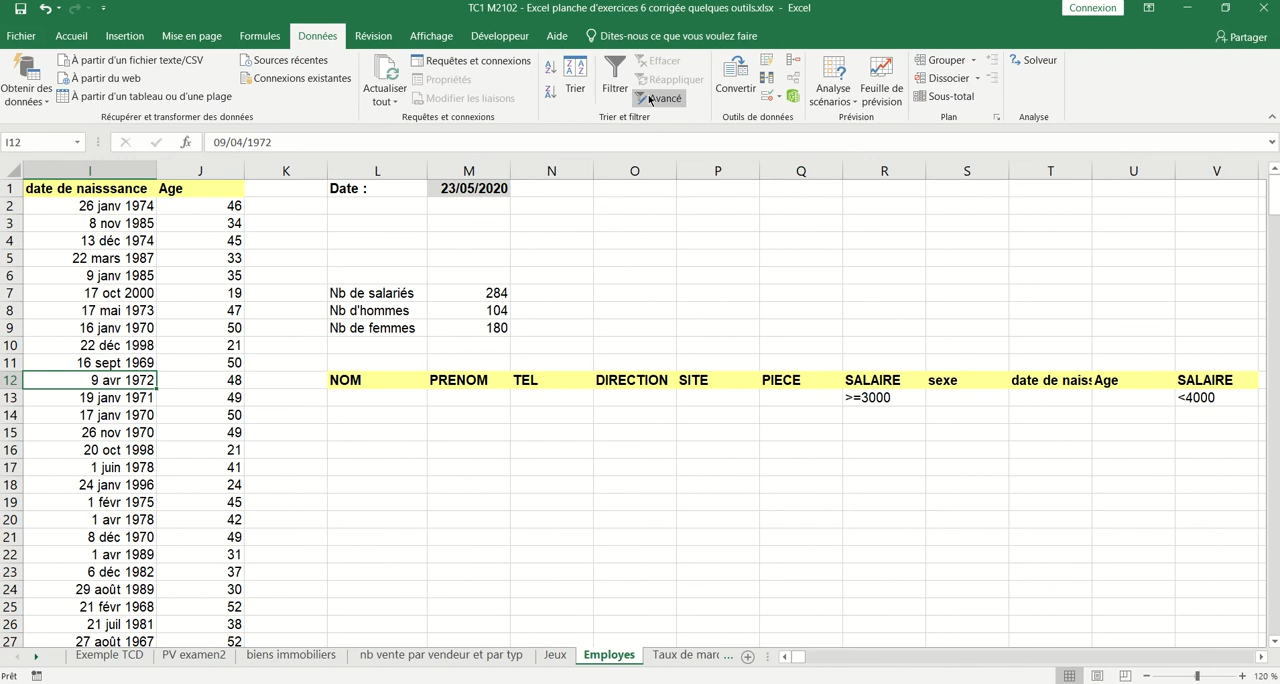 TC1 M2102 - Excel planche d'exercices 6 corrigée quelques outils.xlsx - Excel
Connexion
Fichier Accueil Insertion Mise en page Formules Données Révision Affichage Développeur Aide Dites-nous ce que vous voulez faire Partager
À partir d'un fichier texte/CSV Sources récentes Requêtes et connexions Effacer Grouper Solveur
À partir du web Connexions existantes Propriétés Réappliquer Dissocier
À partir d'un tableau ou d'une plage Modifier les liaisons Avancé Sous-total
Obtenir des données Actualiser tout Trier Filtrer Convertir Analyse scénarios Feuille de prévision
Récupérer et transformer des données Requêtes et connexions Trier et filtrer Outils de données Prévision Plan Analyse
I12 fx 09/04/1972
I J K L M N O P Q R S T U V
1 date de naisssance Age Date : 23/05/2020
2 26 janv 1974 46
3 8 nov 1985 34
4 13 déc 1974 45
5 22 mars 1987 33
6 9 janv 1985 35
7 17 oct 2000 19 Nb de salariés 284
8 17 mai 1973 47 Nb d'hommes 104
9 16 janv 1970 50 Nb de femmes 180
10 22 déc 1998 21
11 16 sept 1969 50
12 9 avr 1972 48 NOM PRENOM TEL DIRECTION SITE PIECE SALAIRE sexe date de naiss Age SALAIRE
13 19 janv 1971 49 >=3000 <4000
14 17 janv 1970 50
15 26 nov 1970 49
16 20 oct 1998 21
17 1 juin 1978 41
18 24 janv 1996 24
19 1 févr 1975 45
20 1 avr 1978 42
21 8 déc 1970 49
22 1 avr 1989 31
23 6 déc 1982 37
24 29 août 1989 30
25 21 févr 1968 52
26 21 juil 1981 38
27 27 août 1967 52
Exemple TCD PV examen2 biens immobiliers nb vente par vendeur et par typ Jeux Employes Taux de marc ...
Prêt 120 %